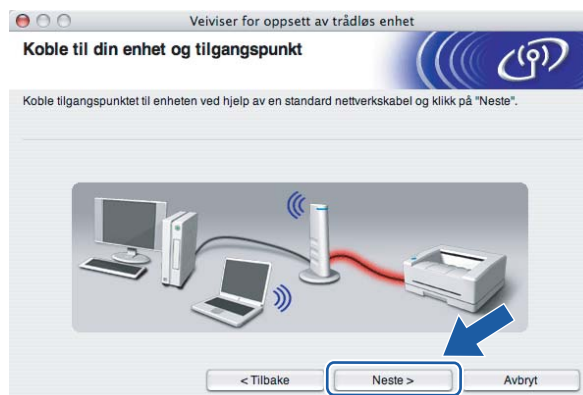 Veiviser for oppsett av trådløs enhet
Koble til din enhet og tilgangspunkt
Koble tilgangspunktet til enheten ved hjelp av en standard nettverkskabel og klikk på "Neste".
< Tilbake
Neste >
Avbryt